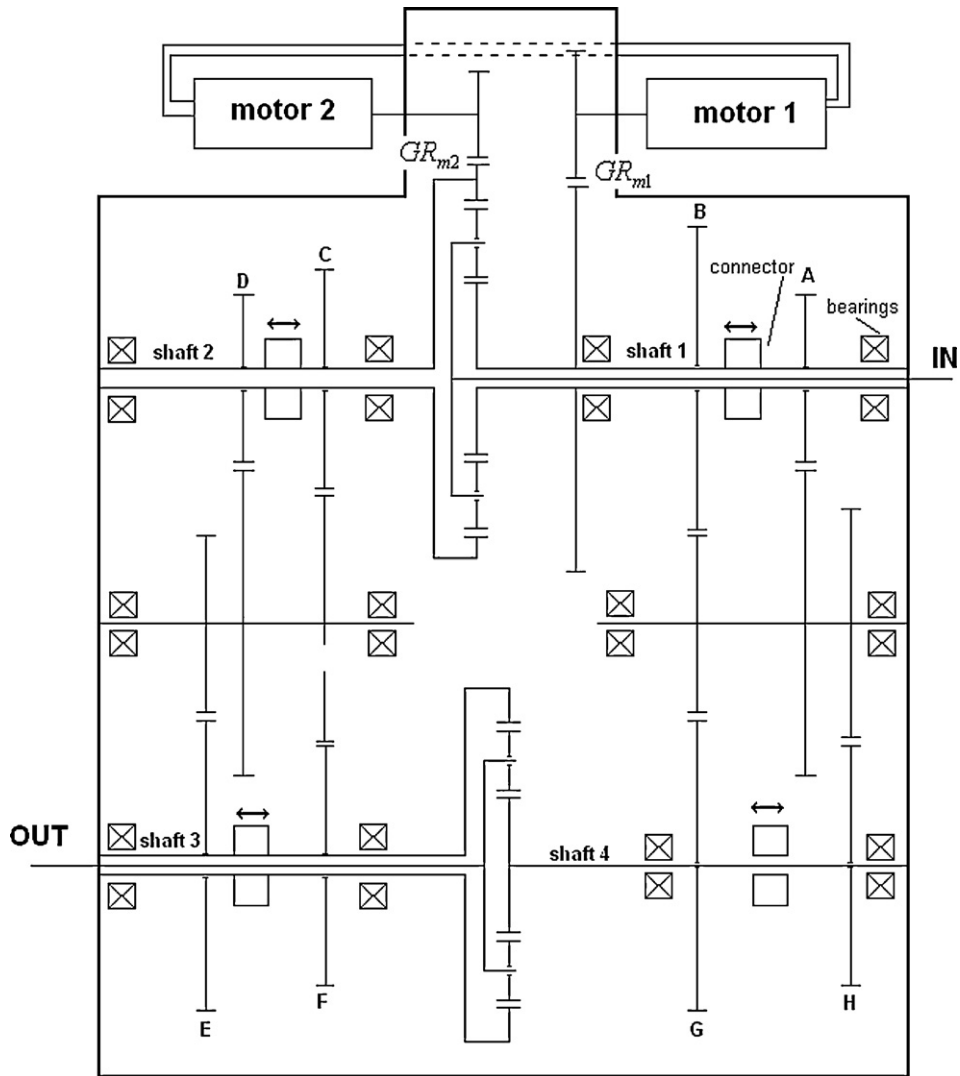 motor 2
motor 1
GRm2
GRm1
B
C
connector
A
D
bearings
shaft 2
shaft 1
IN
OUT
shaft 3
shaft 4
F
H
E
G